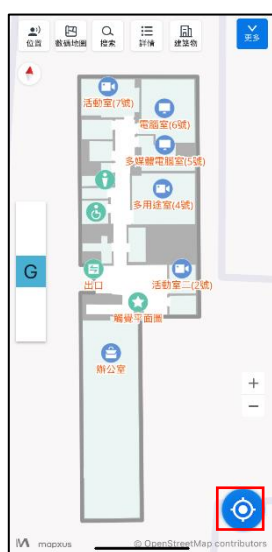 位置 數碼地圖 搜索 詳情 建築物 更多
活動室(7號)
電腦室(6號)
多媒體電腦室(5號)
多用途室(4號)
G
出口 活動室二(2號)
觸覺平面圖
辦公室
+
−
mapxus © OpenStreetMap contributors